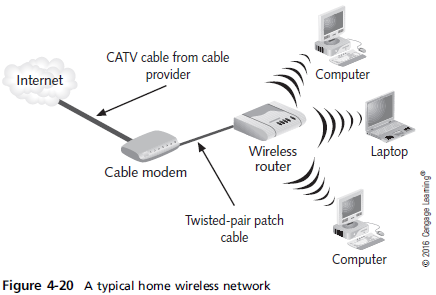 CATV cable from cable
provider
Internet
Computer
Wireless
router
Laptop
Cable modem
Twisted-pair patch
cable
Computer
© 2016 Cengage Learning®
Figure 4-20 A typical home wireless network